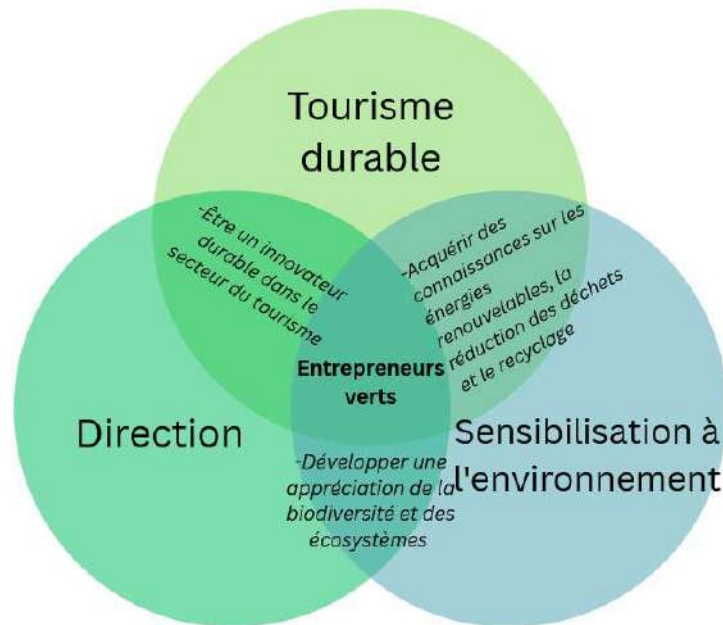 Tourisme
durable
-Être un innovateur
durable dans le
secteur du tourisme
-Acquérir des
connaissances sur les
énergies
renouvelables, la
réduction des déchets
et le recyclage
Entrepreneurs
verts
Direction
Sensibilisation à
l'environnement
-Développer une
appréciation de la
biodiversité et des
écosystèmes